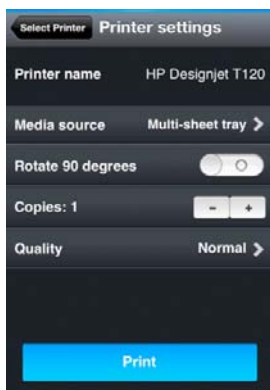 Select Printer Printer settings
Printer name HP Designjet T120
Media source Multi-sheet tray >
Rotate 90 degrees
Copies: 1 - +
Quality Normal >
Print